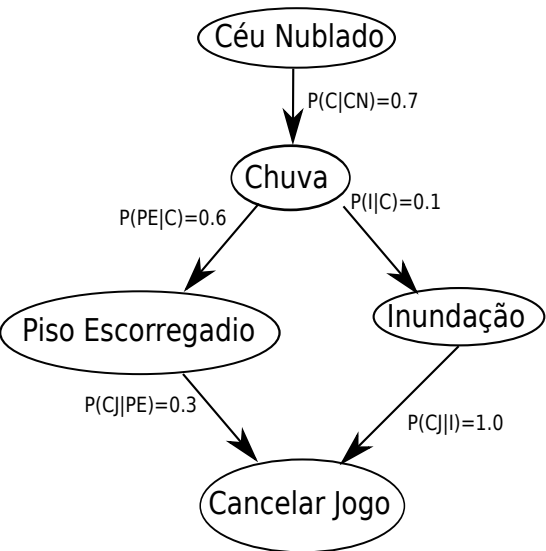 Céu Nublado
P(C|CN)=0.7
Chuva
P(PE|C)=0.6
P(I|C)=0.1
Piso Escorregadio
Inundação
P(CJ|PE)=0.3
P(CJ|I)=1.0
Cancelar Jogo